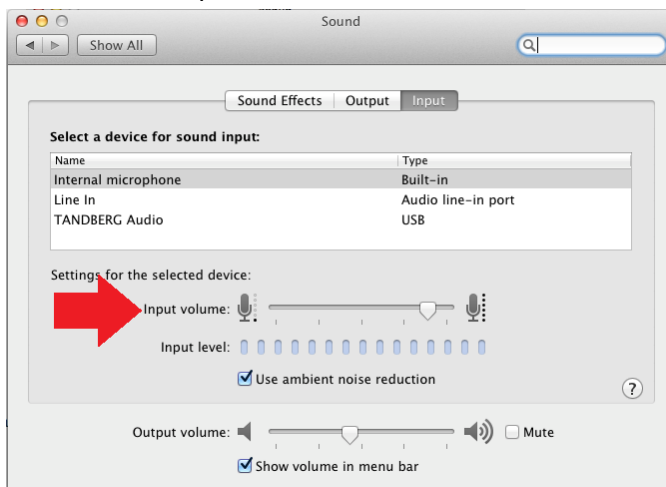 Sound
Show All
Sound Effects Output Input
Select a device for sound input:
Name Type
Internal microphone Built-in
Line In Audio line-in port
TANDBERG Audio USB
Settings for the selected device:
Input volume:
Input level:
Use ambient noise reduction
?
Output volume: Mute
Show volume in menu bar